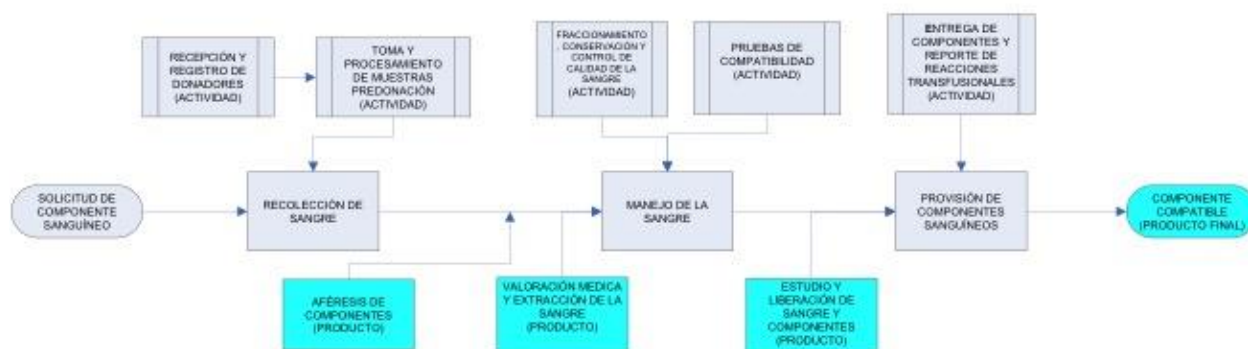 RECEPCIÓN Y
REGISTRO DE
DONADORES
(ACTIVIDAD)
TOMA Y
PROCESAMIENTO
DE MUESTRAS
PREDONACIÓN
(ACTIVIDAD)
FRACCIONAMIENTO
, CONSERVACIÓN Y
CONTROL DE
CALIDAD DE LA
SANGRE
(ACTIVIDAD)
PRUEBAS DE
COMPATIBILIDAD
(ACTIVIDAD)
ENTREGA DE
COMPONENTES Y
REPORTE DE
REACCIONES
TRANSFUSIONALES
(ACTIVIDAD)
SOLICITUD DE
COMPONENTE
SANGUÍNEO
RECOLECCIÓN DE
SANGRE
MANEJO DE LA
SANGRE
PROVISIÓN DE
COMPONENTES
SANGUÍNEOS
COMPONENTE
COMPATIBLE
(PRODUCTO FINAL)
AFÉRESIS DE
COMPONENTES
(PRODUCTO)
VALORACIÓN MEDICA
Y EXTRACCIÓN DE LA
SANGRE
(PRODUCTO)
ESTUDIO Y
LIBERACIÓN DE
SANGRE Y
COMPONENTES
(PRODUCTO)